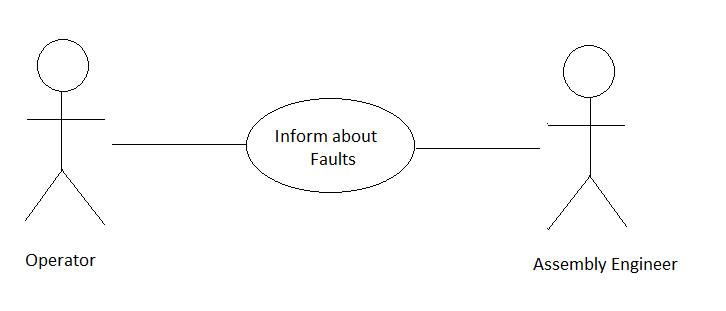 Inform about
Faults
Operator
Assembly Engineer